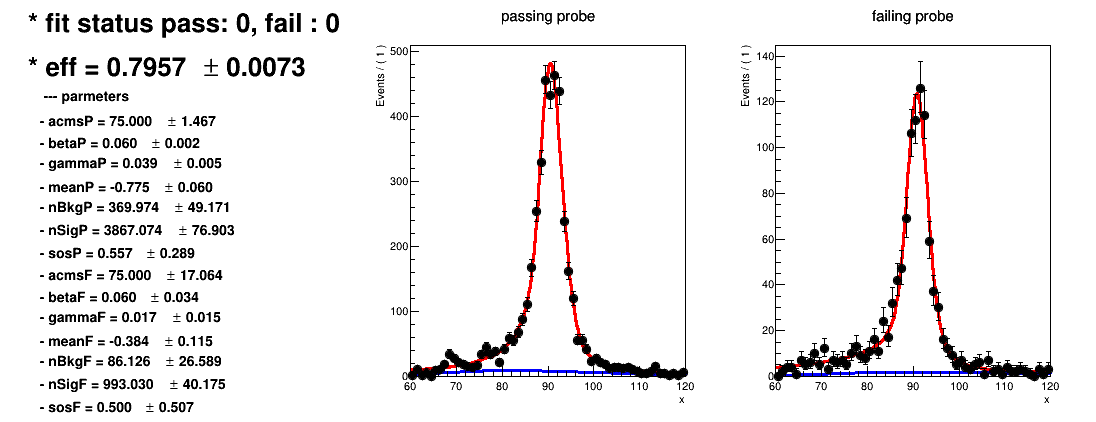 * fit status pass: 0, fail : 0
* eff = 0.7957 ± 0.0073
--- parmeters
- acmsP = 75.000 ± 1.467
- betaP = 0.060 ± 0.002
- gammaP = 0.039 ± 0.005
- meanP = -0.775 ± 0.060
- nBkgP = 369.974 ± 49.171
- nSigP = 3867.074 ± 76.903
- sosP = 0.557 ± 0.289
- acmsF = 75.000 ± 17.064
- betaF = 0.060 ± 0.034
- gammaF = 0.017 ± 0.015
- meanF = -0.384 ± 0.115
- nBkgF = 86.126 ± 26.589
- nSigF = 993.030 ± 40.175
- sosF = 0.500 ± 0.507
passing probe
Events / ( 1 )
500
400
300
200
100
0
60 70 80 90 100 110 120
x
failing probe
Events / ( 1 )
140
120
100
80
60
40
20
0
60 70 80 90 100 110 120
x